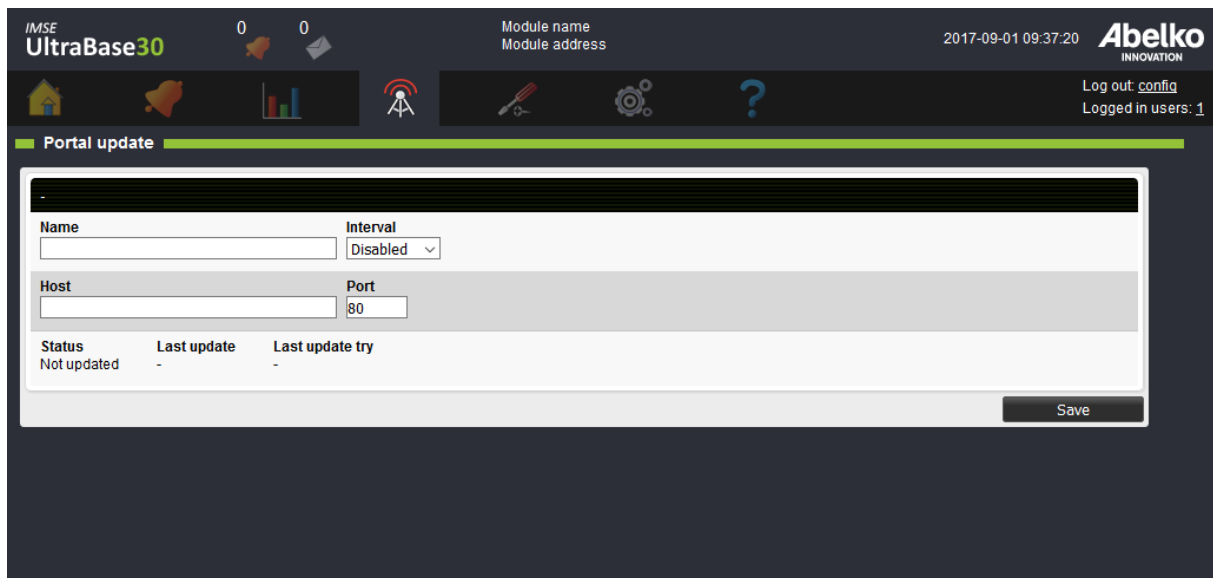 IMSE
UltraBase30
0
0
Module name
Module address
2017-09-01 09:37:20
Abelko
INNOVATION
?
Log out: config
Logged in users: 1
Portal update
-
Name
Interval
Disabled
Host
Port
80
Status Last update Last update try
Not updated - -
Save